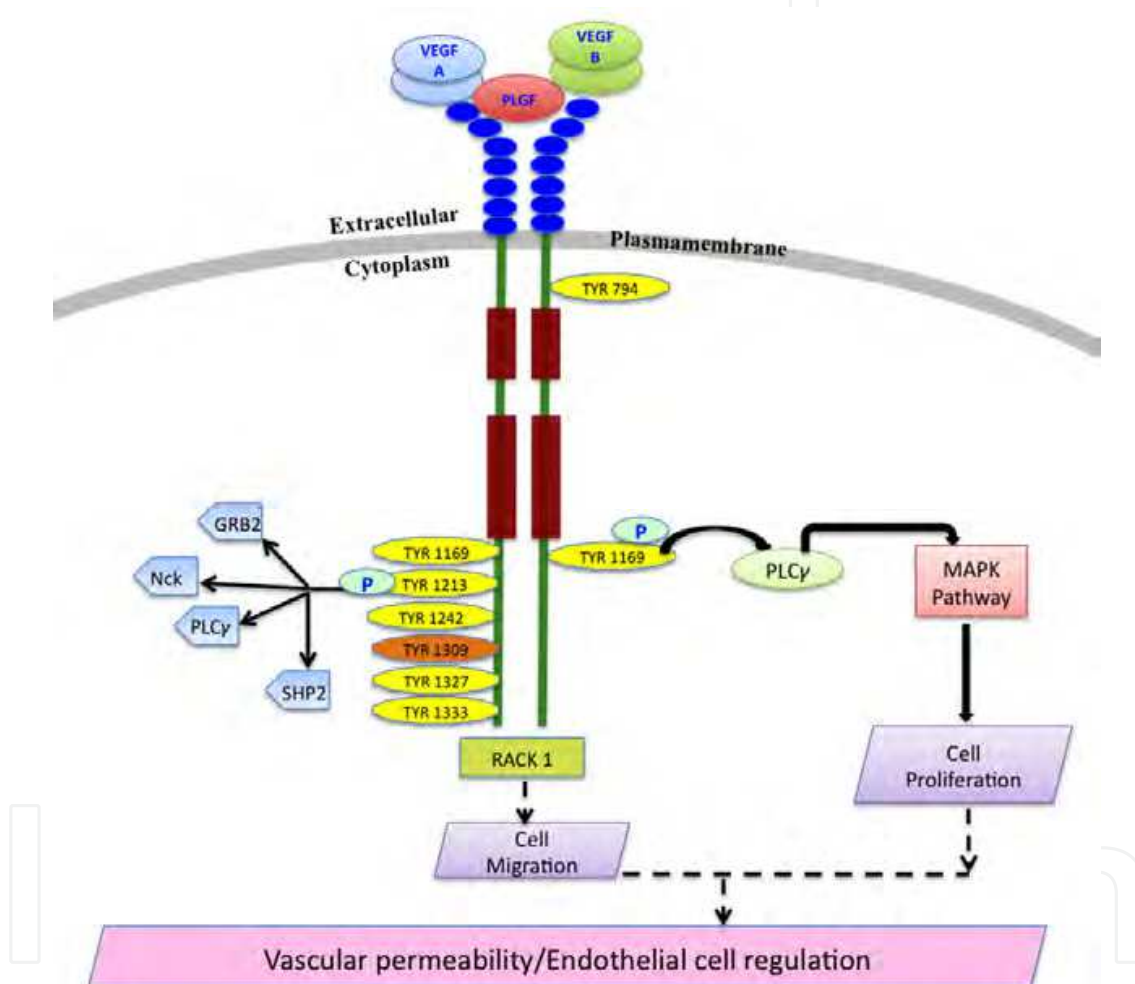 VEGF
A
VEGF
B
PLGF
Extracellular
Plasmamembrane
Cytoplasm
TYR 794
GRB2
Nck
PLCγ
SHP2
P
TYR 1169
TYR 1213
TYR 1242
TYR 1309
TYR 1327
TYR 1333
P
TYR 1169
PLCγ
MAPK
Pathway
RACK 1
Cell
Migration
Cell
Proliferation
Vascular permeability/Endothelial cell regulation